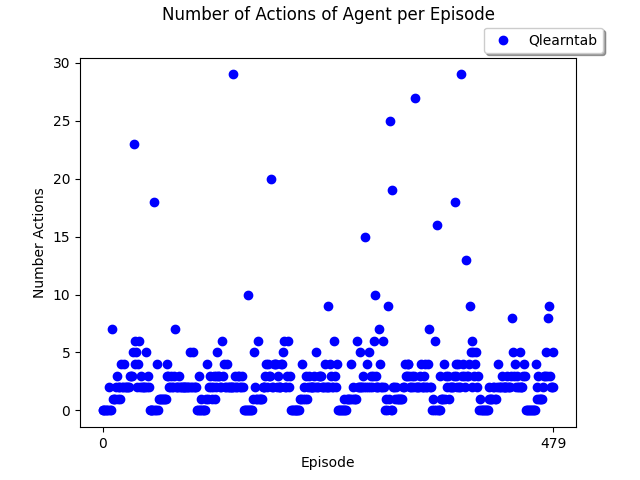 Number of Actions of Agent per Episode
Qlearntab
30
25
20
15
10
5
0
Number Actions
0 479
Episode